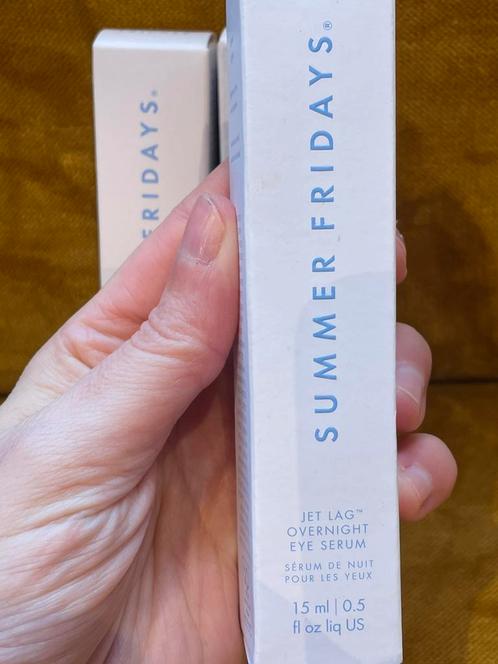 FRIDAYS®
SUMMER FRIDAYS®
JET LAG™
OVERNIGHT
EYE SERUM
SÉRUM DE NUIT
POUR LES YEUX
15 ml | 0.5
fl oz liq US